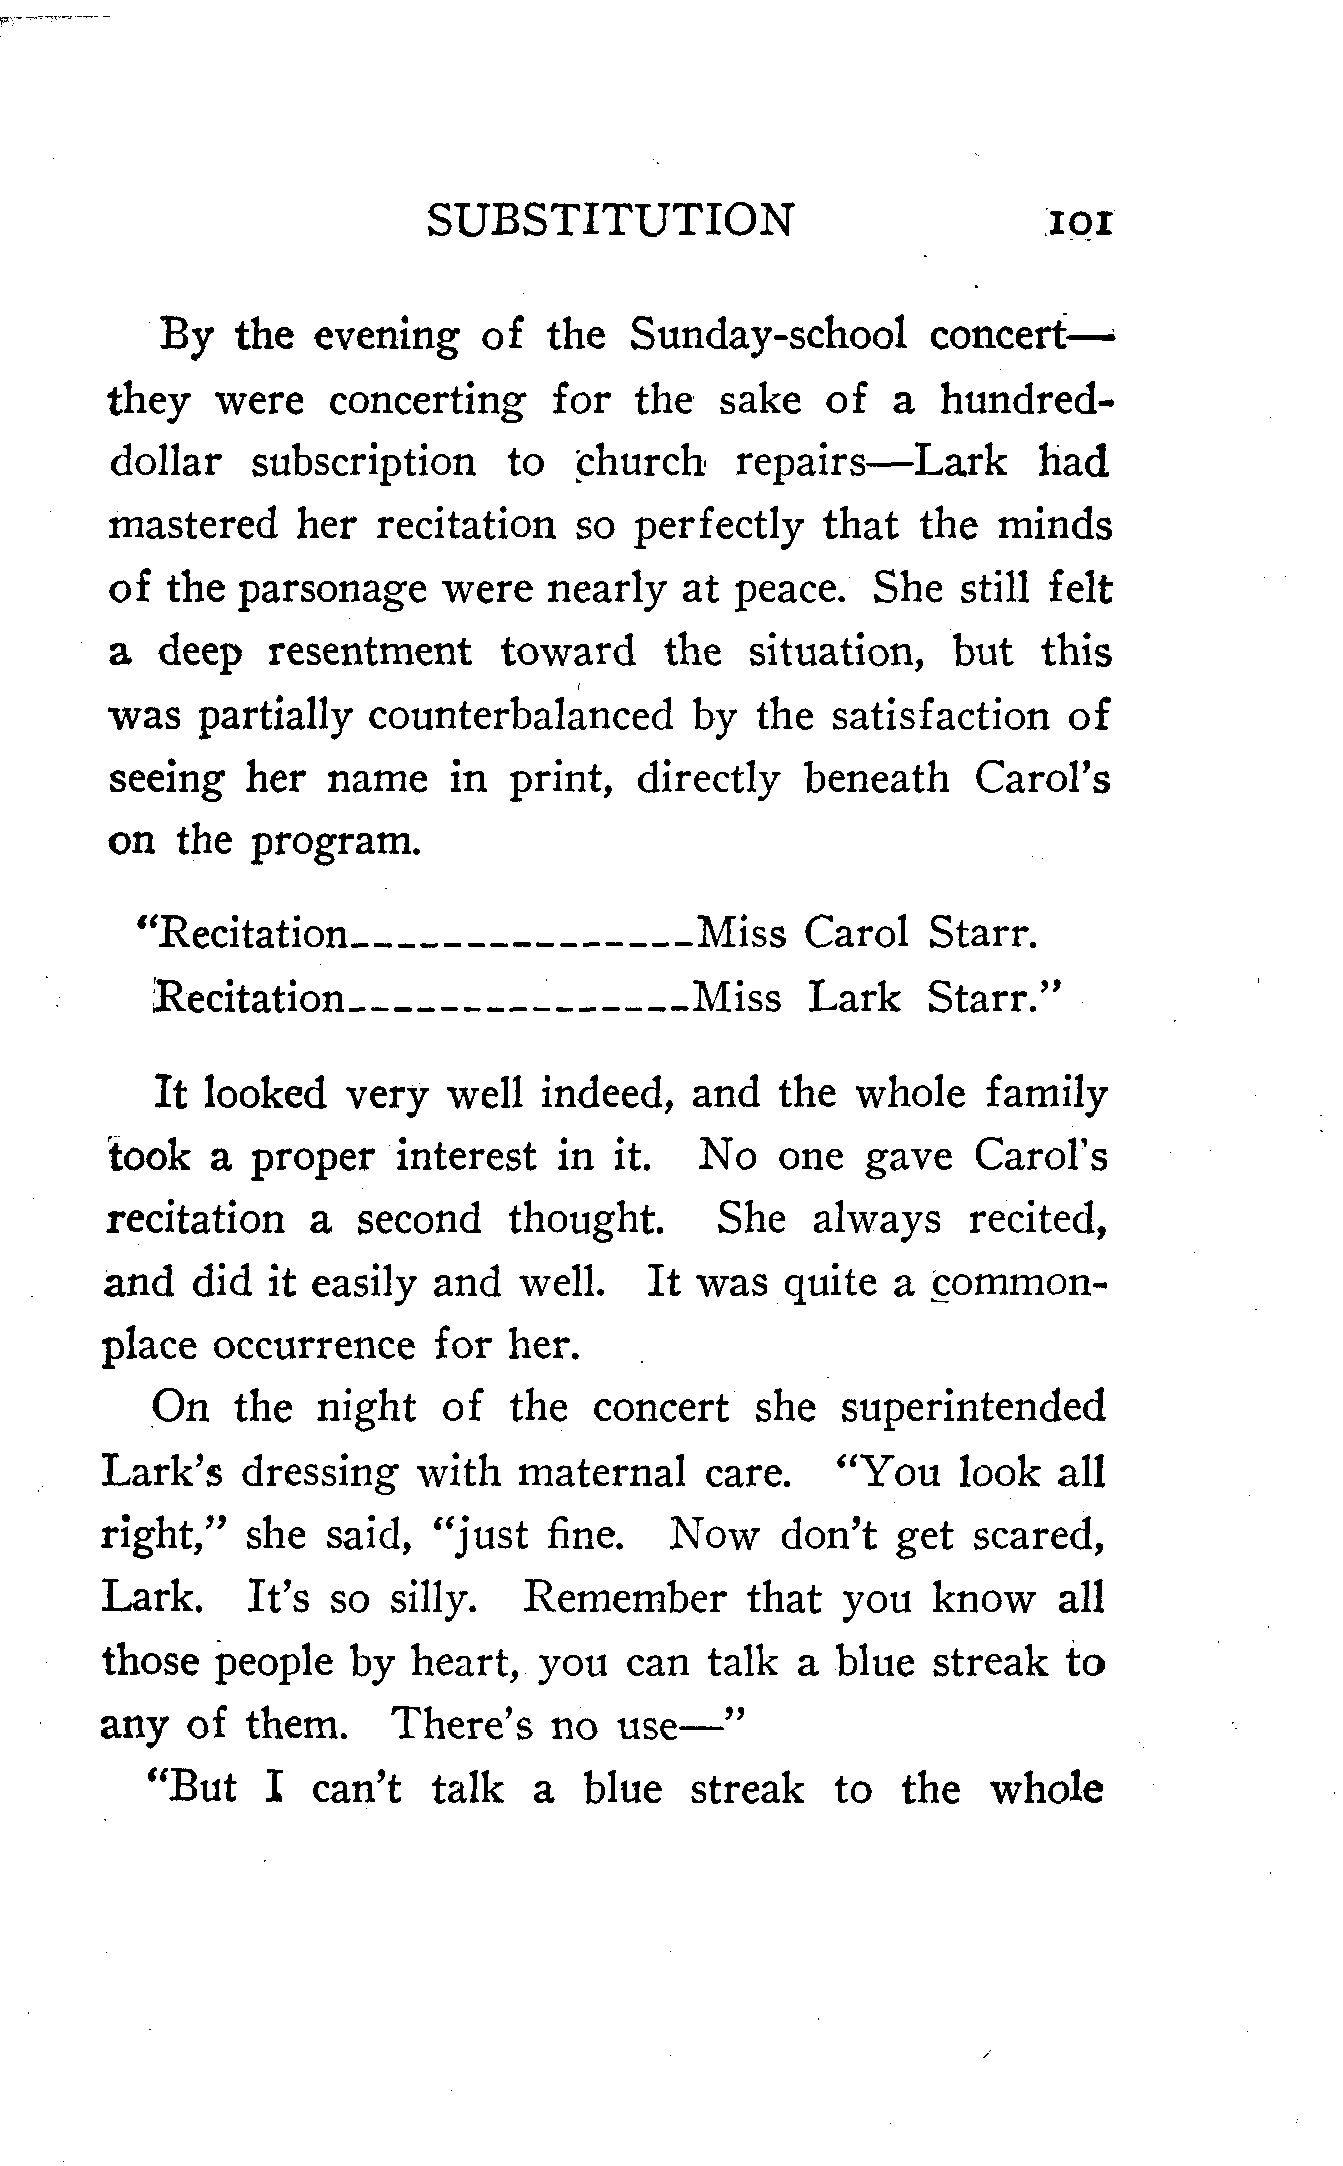 SUBSTITUTION 101
By the evening of the Sunday-school concert—
they were concerting for the sake of a hundred-
dollar subscription to church repairs—Lark had
mastered her recitation so perfectly that the minds
of the parsonage were nearly at peace. She still felt
a deep resentment toward the situation, but this
was partially counterbalanced by the satisfaction of
seeing her name in print, directly beneath Carol's
on the program.
"Recitation_______________Miss Carol Starr.
Recitation_______________Miss Lark Starr."
It looked very well indeed, and the whole family
took a proper interest in it. No one gave Carol's
recitation a second thought. She always recited,
and did it easily and well. It was quite a common-
place occurrence for her.
On the night of the concert she superintended
Lark's dressing with maternal care. "You look all
right," she said, "just fine. Now don't get scared,
Lark. It's so silly. Remember that you know all
those people by heart, you can talk a blue streak to
any of them. There's no use—"
"But I can't talk a blue streak to the whole